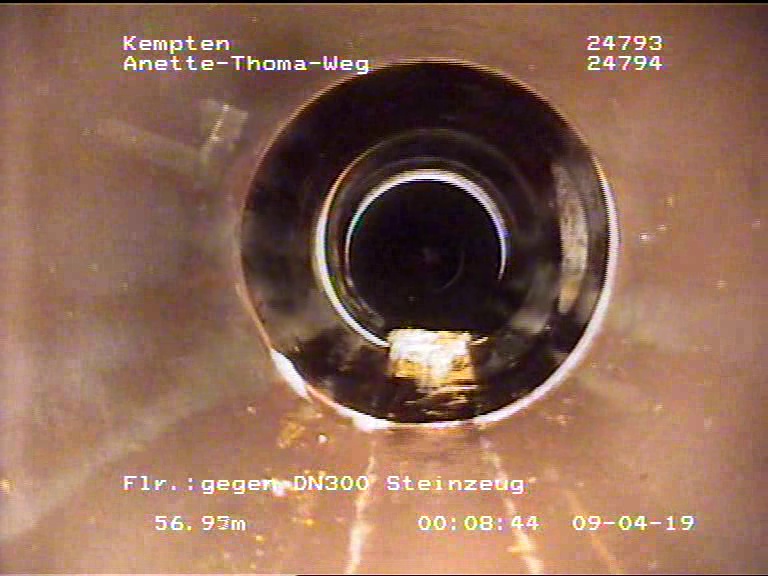 Kempten 24793
Anette-Thoma-Weg 24794
Flr.:gegen DN300 Steinzeug
56.95m 00:08:44 09-04-19